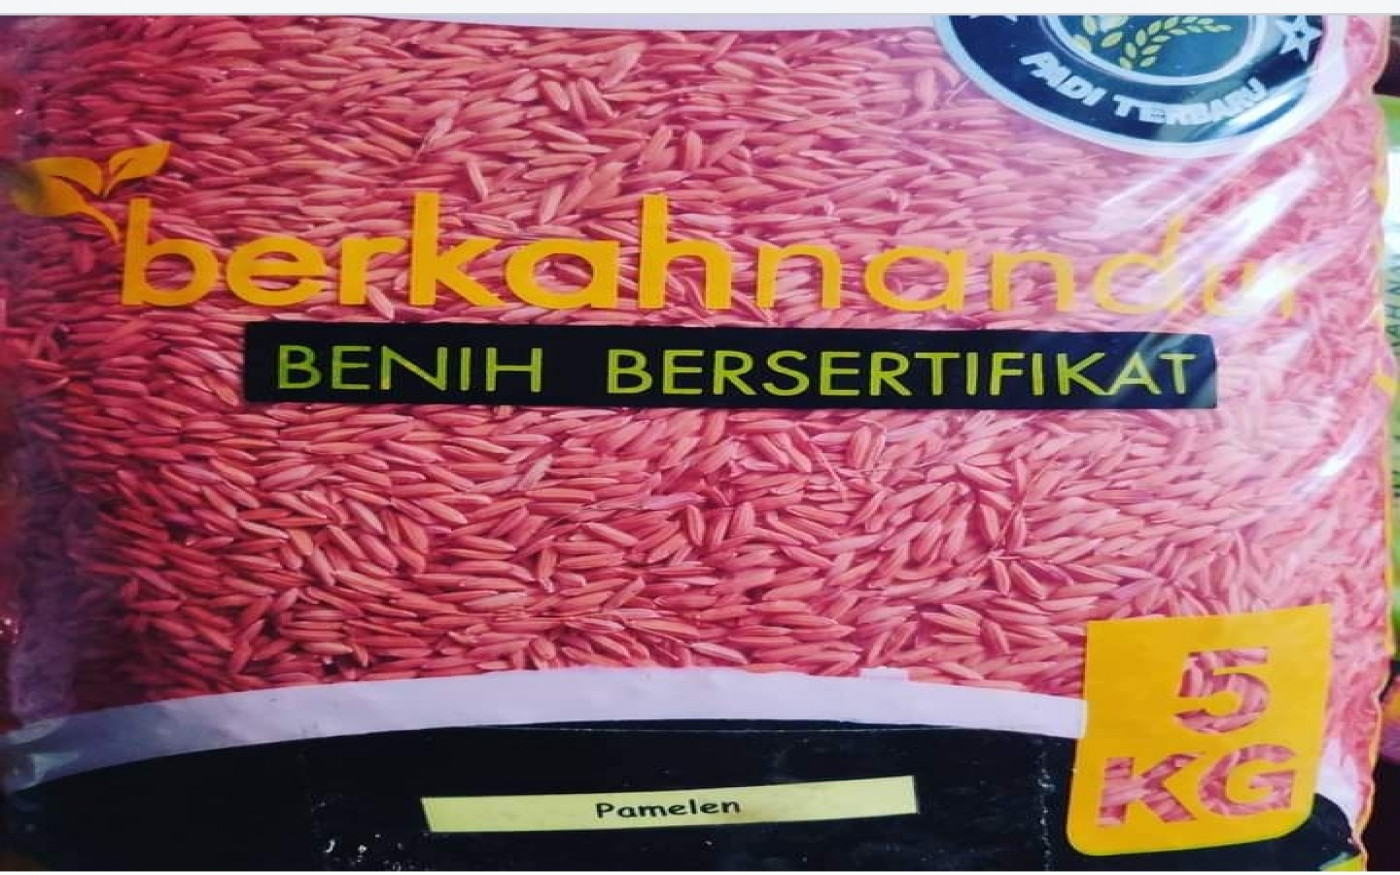 PADI TERBARU
berkahnandur
BENIH BERSERTIFIKAT
5
KG
Pamelen